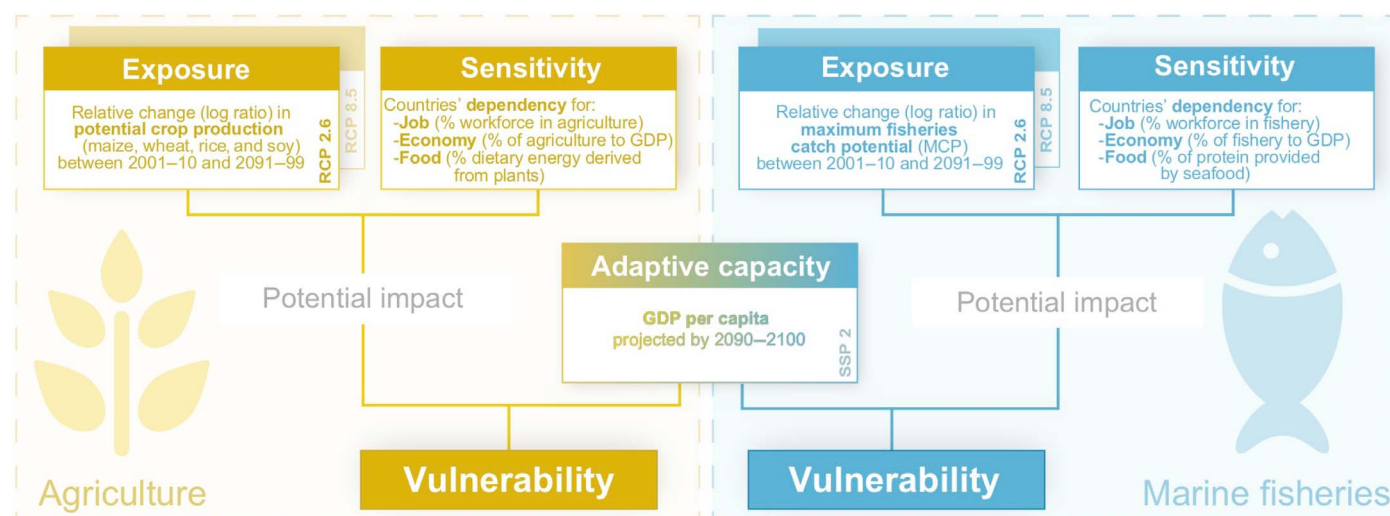 Exposure
Relative change (log ratio) in
potential crop production
(maize, wheat, rice, and soy)
between 2001–10 and 2091–99
RCP 2.6
RCP 8.5
Sensitivity
Countries' dependency for:
-Job (% workforce in agriculture)
-Economy (% of agriculture to GDP)
-Food (% dietary energy derived
from plants)
Potential impact
Exposure
Relative change (log ratio) in
maximum fisheries
catch potential (MCP)
between 2001–10 and 2091–99
RCP 2.6
RCP 8.5
Sensitivity
Countries' dependency for:
-Job (% workforce in fishery)
-Economy (% of fishery to GDP)
-Food (% of protein provided
by seafood)
Potential impact
Adaptive capacity
GDP per capita
projected by 2090–2100
SSP 2
Vulnerability
Vulnerability
Agriculture
Marine fisheries